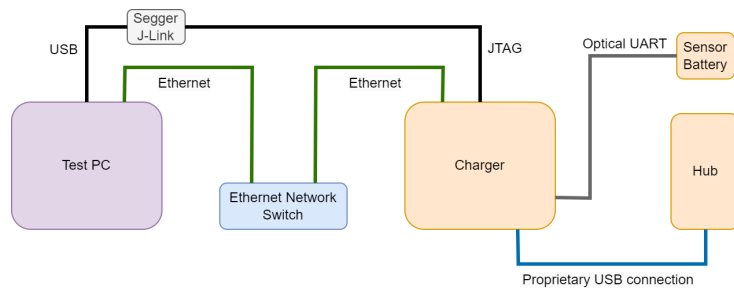 Segger
J-Link
USB
JTAG
Optical UART
Sensor
Battery
Ethernet
Ethernet
Test PC
Charger
Hub
Ethernet Network
Switch
Proprietary USB connection